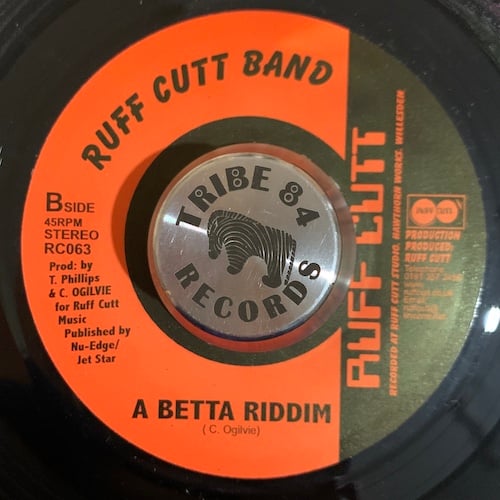 RUFF CUTT BAND
B SIDE
45RPM
STEREO
RC063
Prod: by
T. Phillips
& C. OGILVIE
for Ruff Cutt
Music
Published by
Nu-Edge/
Jet Star
TRIBE 84
RECORDS
A BETTA RIDDIM
( C. Ogilvie)
RUFF CUTT
RECORDED AT RUFF CUTT STUDIO, HAWTHORN WORKS, WILLESDEN
RUFF CUTT
PRODUCTION
PRODUCED
RUFF CUTT